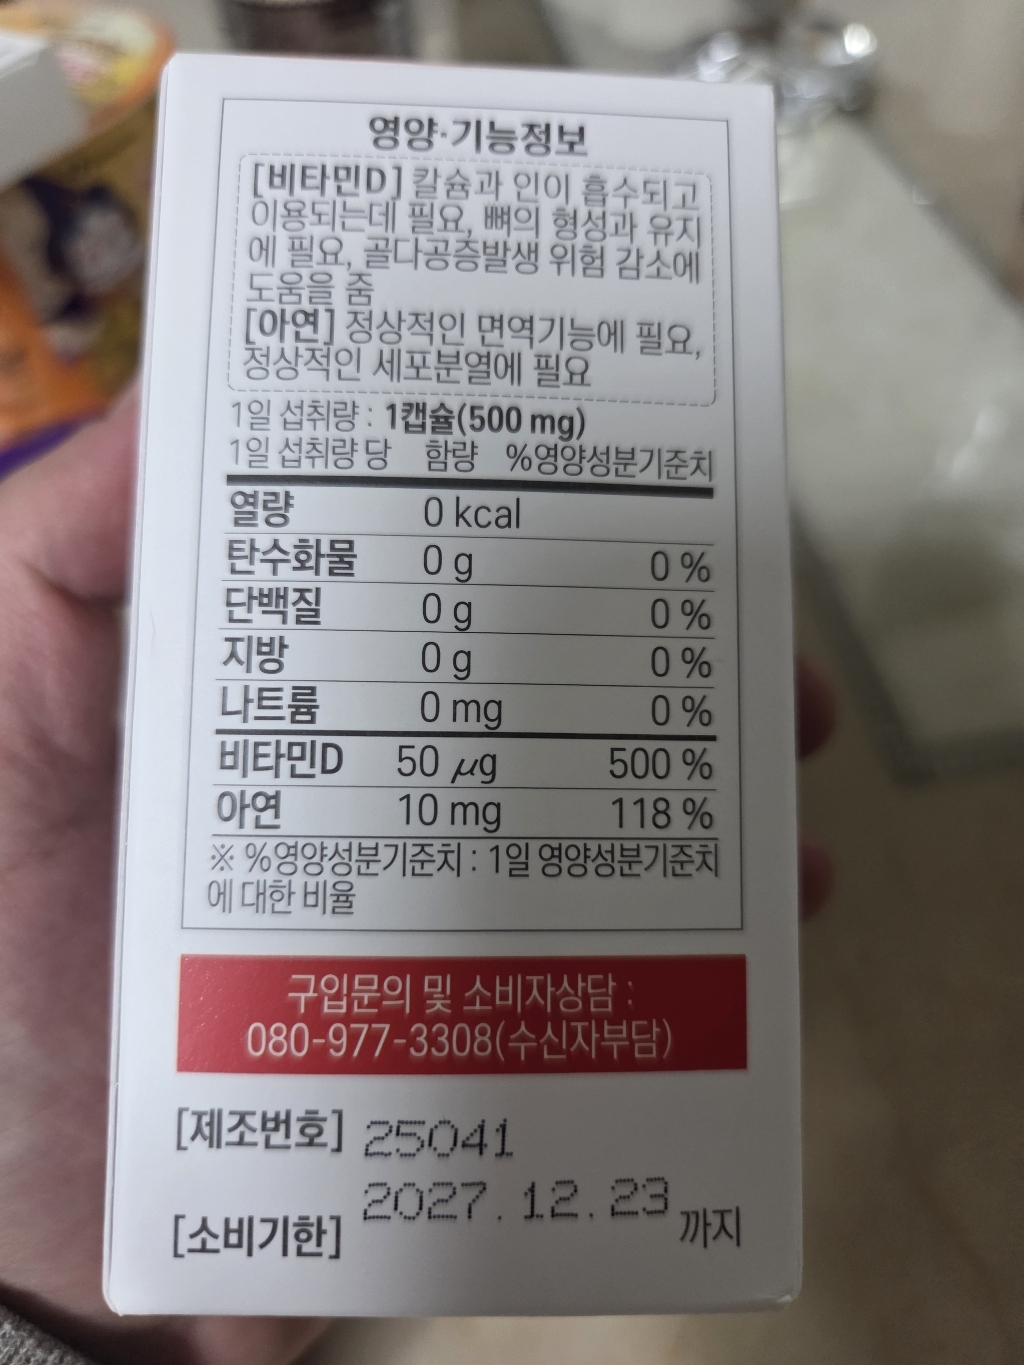 영양·기능정보
[비타민D] 칼슘과 인이 흡수되고
이용되는데 필요, 뼈의 형성과 유지
에 필요, 골다공증발생 위험 감소에
도움을 줌
[아연] 정상적인 면역기능에 필요,
정상적인 세포분열에 필요
1일 섭취량 : 1캡슐(500 mg)
1일 섭취량 당 함량 %영양성분기준치
열량 0 kcal
탄수화물 0 g 0 %
단백질 0 g 0 %
지방 0 g 0 %
나트륨 0 mg 0 %
비타민D 50 μg 500 %
아연 10 mg 118 %
※ %영양성분기준치 : 1일 영양성분기준치
에 대한 비율
구입문의 및 소비자상담 :
080-977-3308(수신자부담)
[제조번호] 25041
[소비기한] 2027.12.23 까지